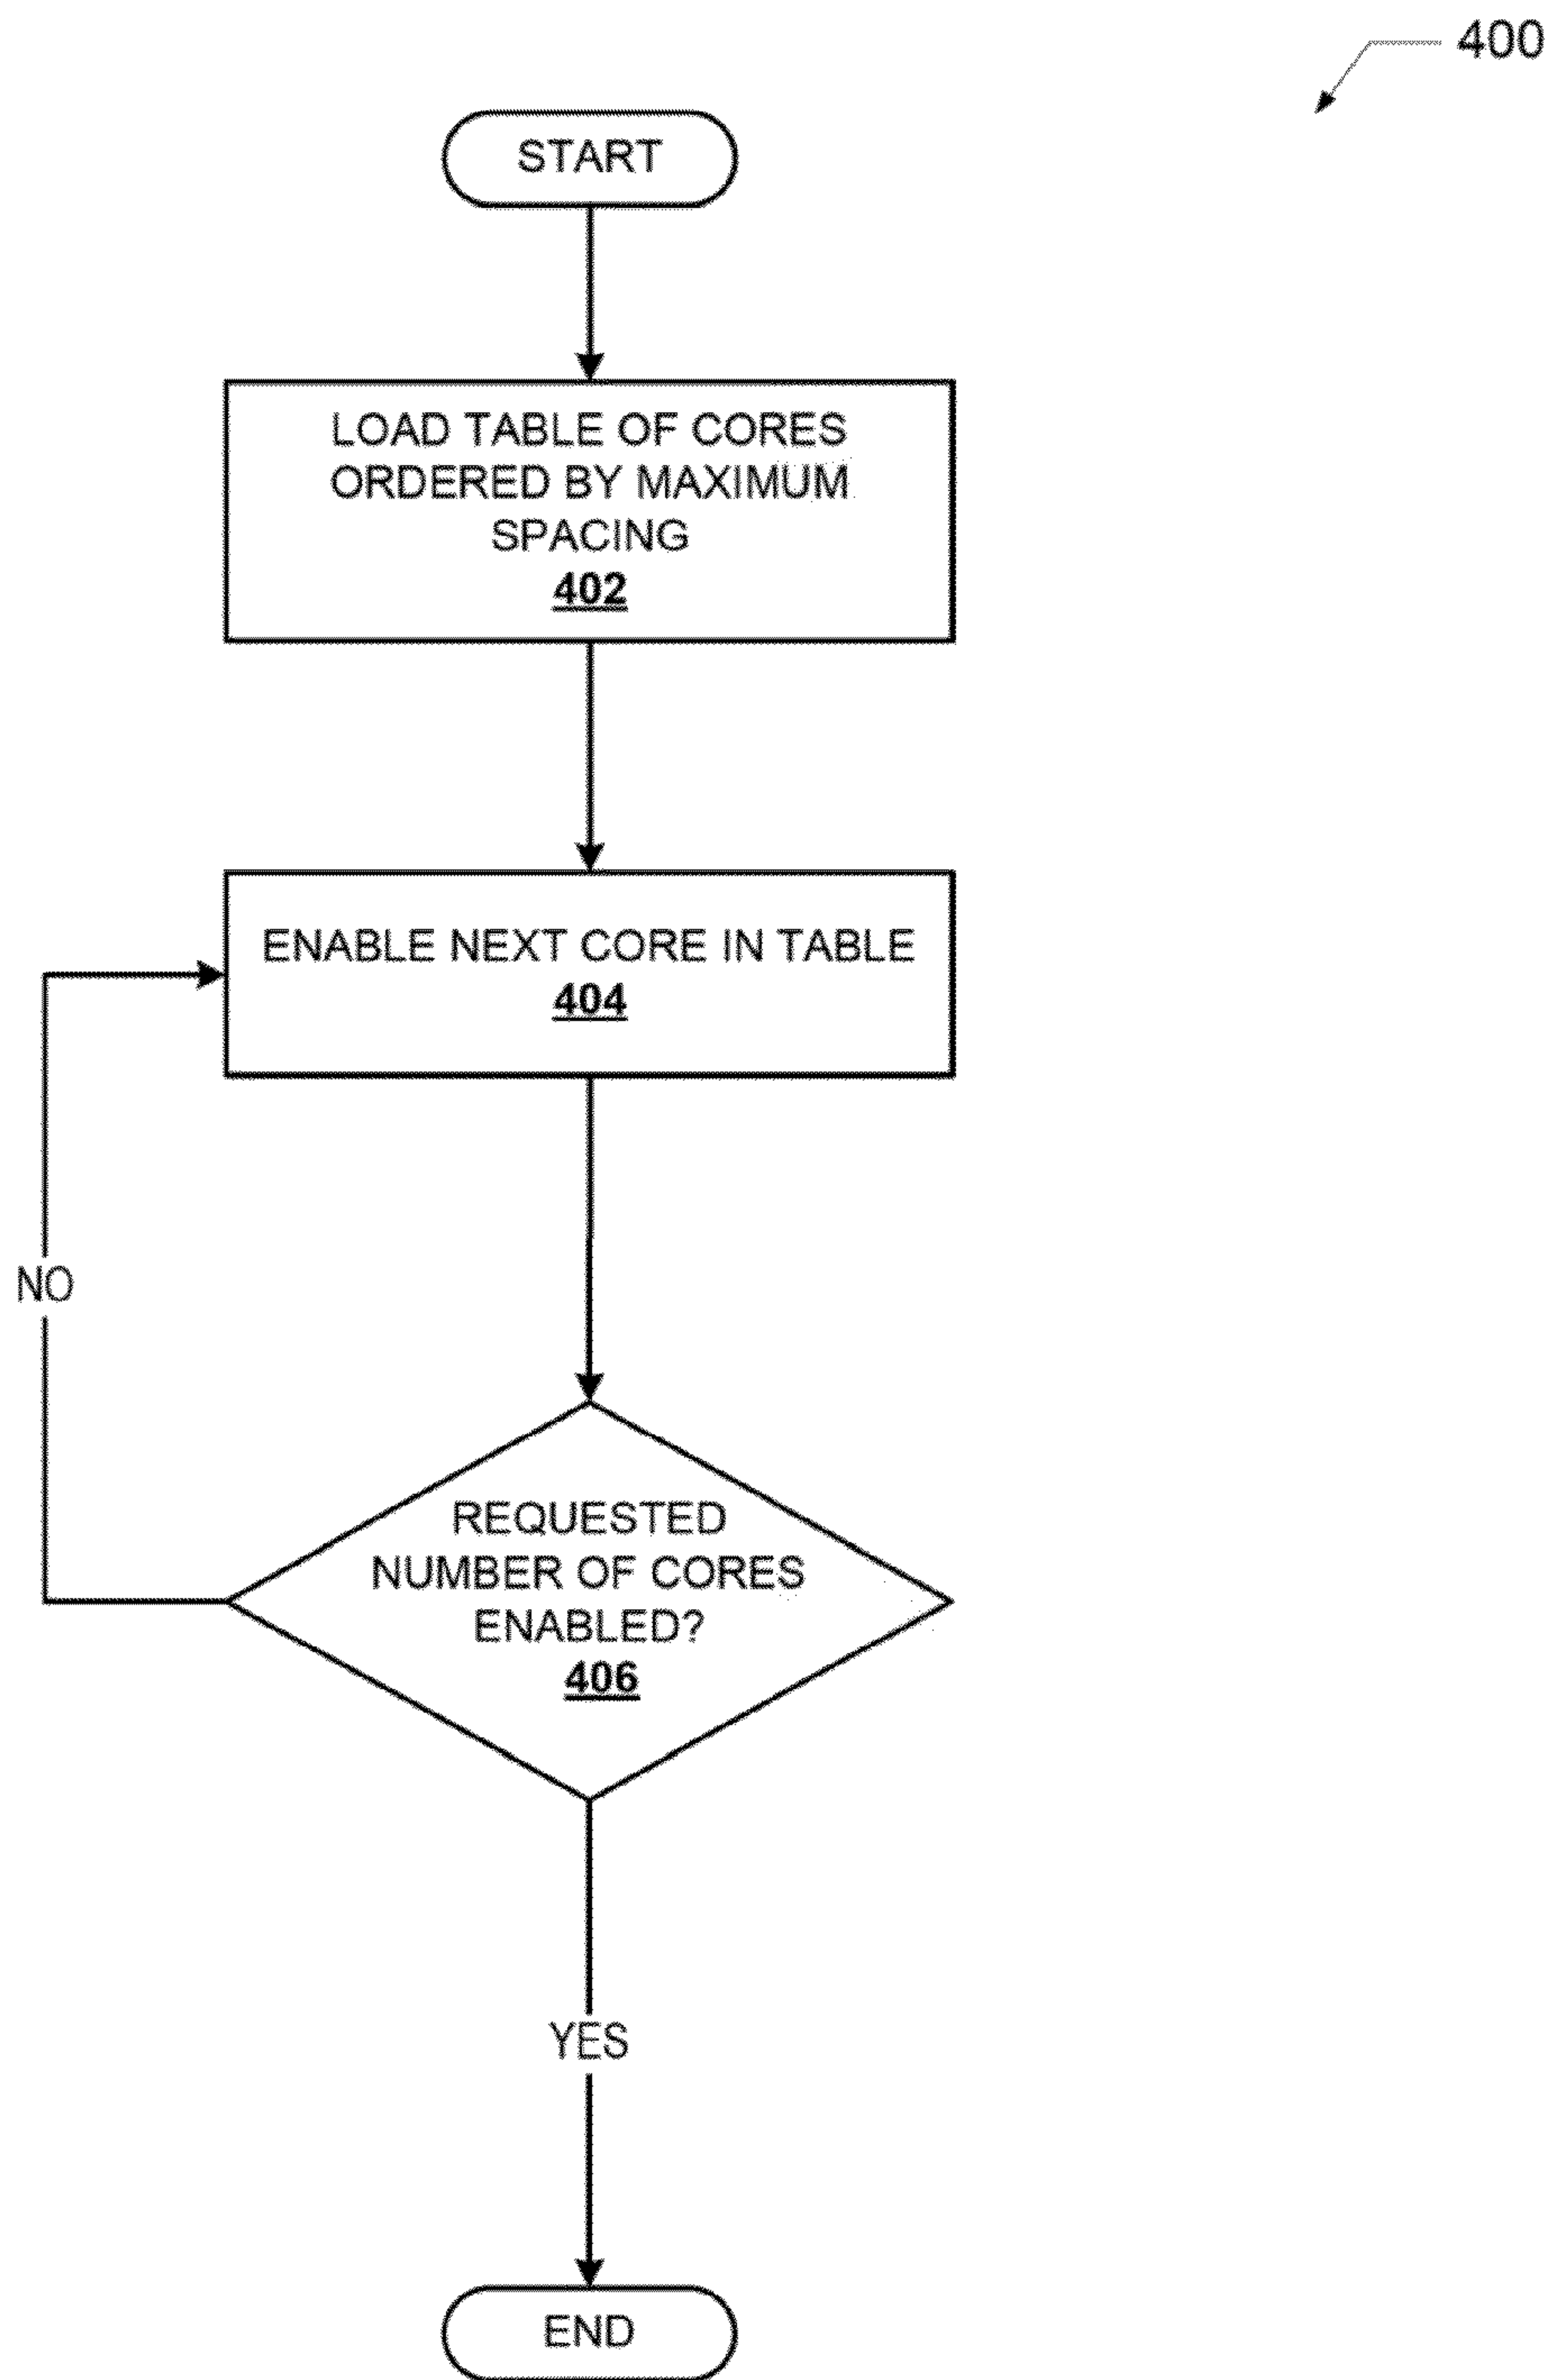 400
START
LOAD TABLE OF CORES
ORDERED BY MAXIMUM
SPACING
402
ENABLE NEXT CORE IN TABLE
404
NO
REQUESTED
NUMBER OF CORES
ENABLED?
406
YES
END